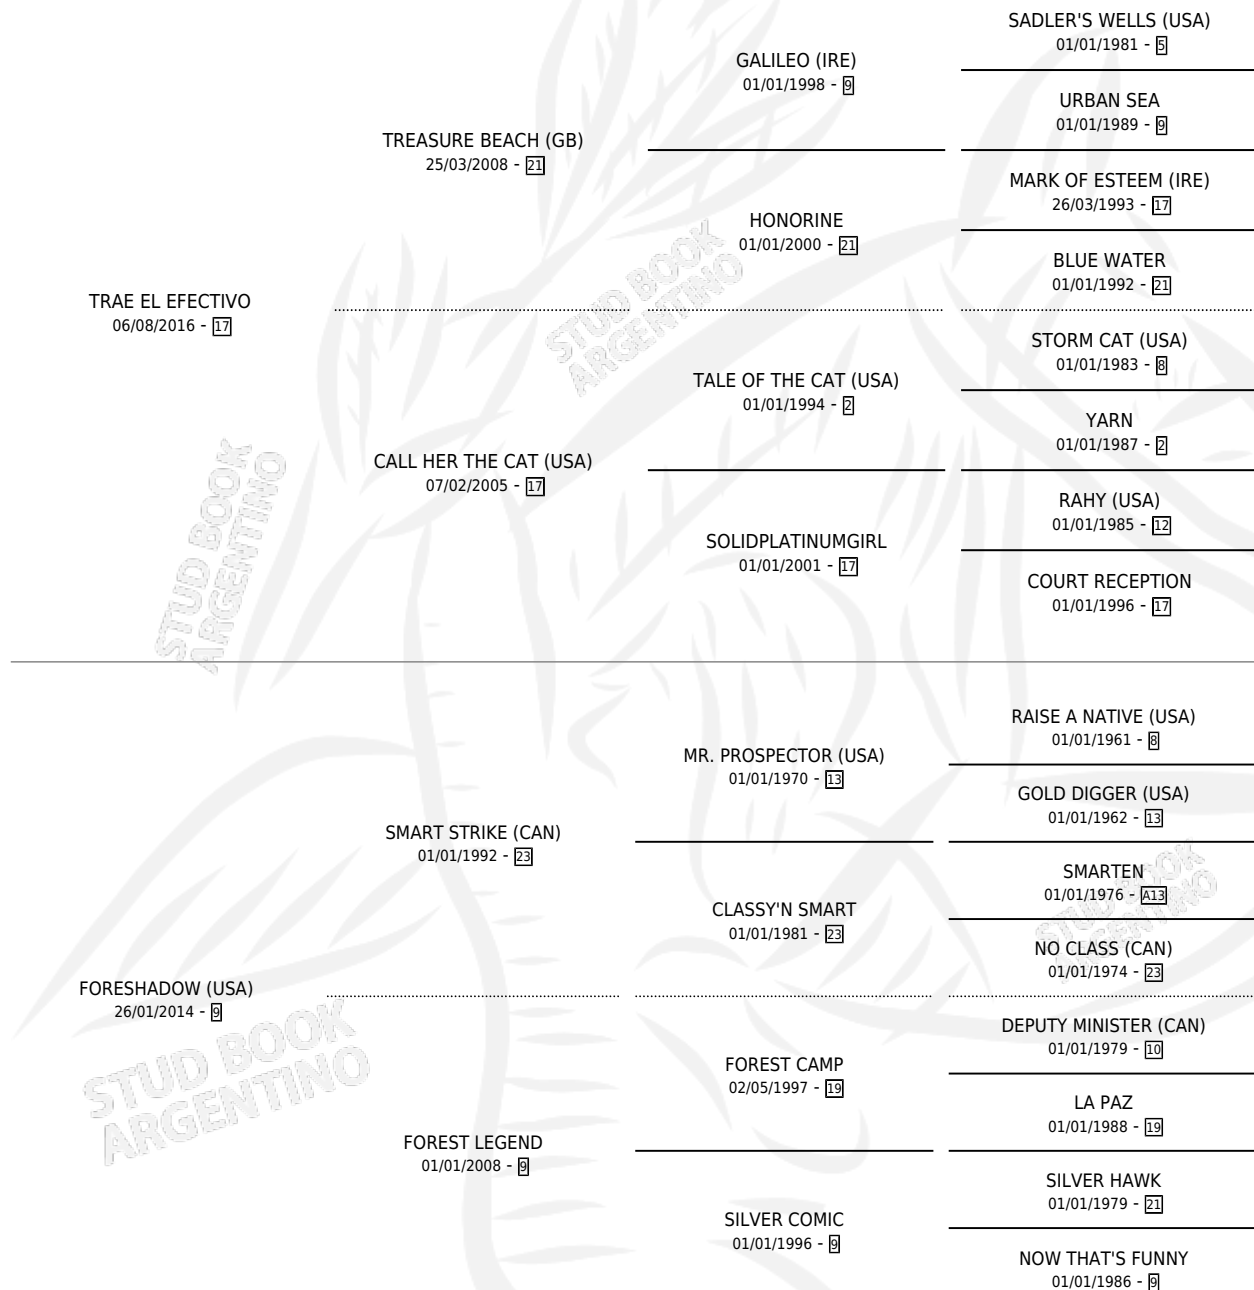 SADLER'S WELLS (USA)
01/01/1981 - 5
GALILEO (IRE)
01/01/1998 - 9
URBAN SEA
01/01/1989 - 9
TREASURE BEACH (GB)
25/03/2008 - 21
MARK OF ESTEEM (IRE)
26/03/1993 - 17
HONORINE
01/01/2000 - 21
BLUE WATER
01/01/1992 - 21
TRAE EL EFECTIVO
06/08/2016 - 17
STUD BOOK
ARGENTINO
STORM CAT (USA)
01/01/1983 - 8
TALE OF THE CAT (USA)
01/01/1994 - 2
YARN
01/01/1987 - 2
CALL HER THE CAT (USA)
07/02/2005 - 17
RAHY (USA)
01/01/1985 - 12
SOLIDPLATINUMGIRL
01/01/2001 - 17
COURT RECEPTION
01/01/1996 - 17
STUD BOOK
ARGENTINO
RAISE A NATIVE (USA)
01/01/1961 - 8
MR. PROSPECTOR (USA)
01/01/1970 - 13
GOLD DIGGER (USA)
01/01/1962 - 13
SMART STRIKE (CAN)
01/01/1992 - 23
SMARTEN
01/01/1976 - A13
CLASSY'N SMART
01/01/1981 - 23
NO CLASS (CAN)
01/01/1974 - 23
STUD BOOK
ARGENTINO
FORESHADOW (USA)
26/01/2014 - 9
STUD BOOK
ARGENTINO
DEPUTY MINISTER (CAN)
01/01/1979 - 10
FOREST CAMP
02/05/1997 - 19
LA PAZ
01/01/1988 - 19
FOREST LEGEND
01/01/2008 - 9
SILVER HAWK
01/01/1979 - 21
SILVER COMIC
01/01/1996 - 9
NOW THAT'S FUNNY
01/01/1986 - 9